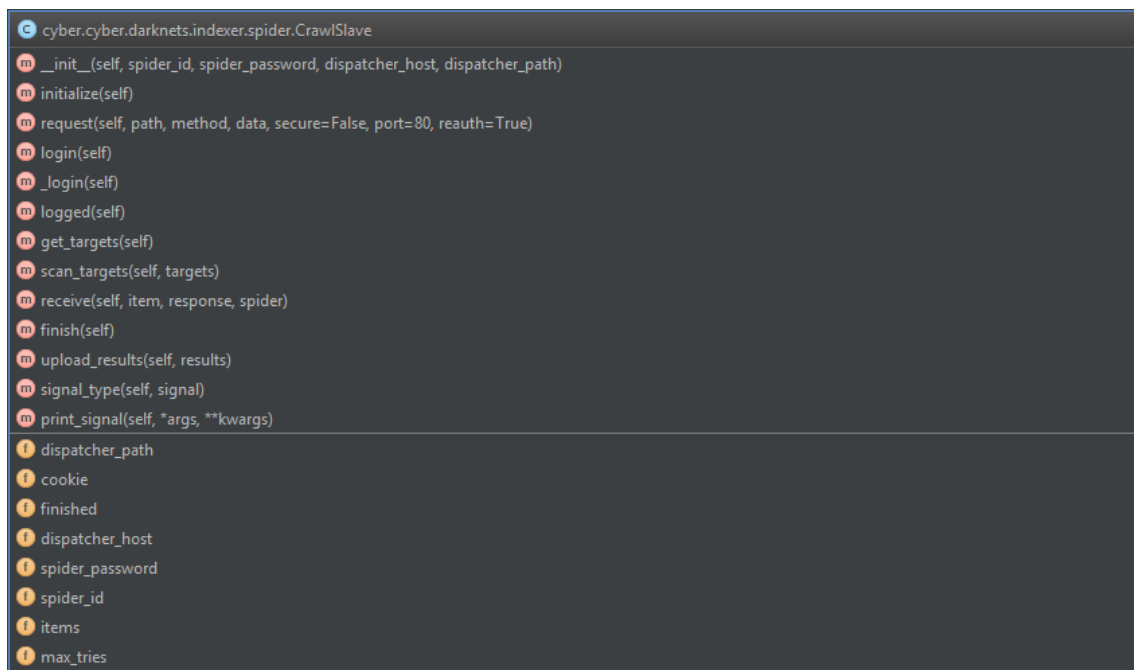 C cyber.cyber.darknets.indexer.spider.CrawlSlave
m __init__(self, spider_id, spider_password, dispatcher_host, dispatcher_path)
m initialize(self)
m request(self, path, method, data, secure=False, port=80, reauth=True)
m login(self)
m _login(self)
m logged(self)
m get_targets(self)
m scan_targets(self, targets)
m receive(self, item, response, spider)
m finish(self)
m upload_results(self, results)
m signal_type(self, signal)
m print_signal(self, *args, **kwargs)
f dispatcher_path
f cookie
f finished
f dispatcher_host
f spider_password
f spider_id
f items
f max_tries